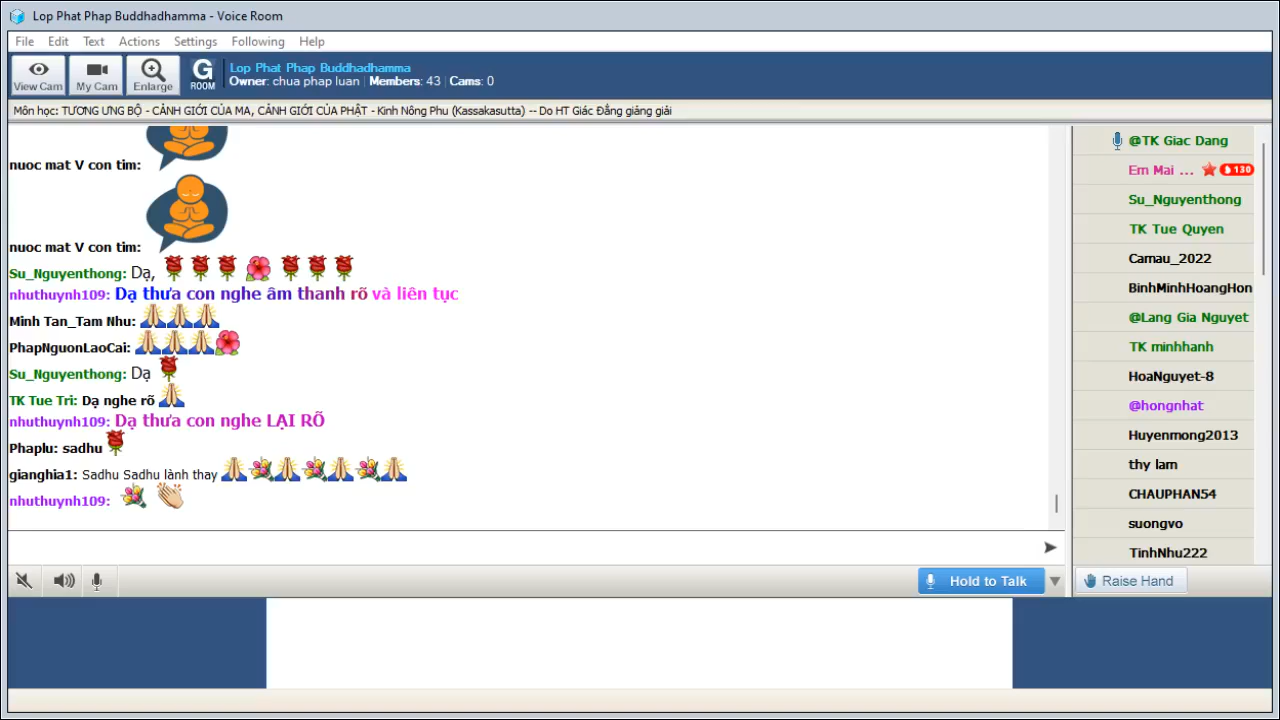 Lop Phat Phap Buddhadhamma - Voice Room
File Edit Text Actions Settings Following Help
View Cam My Cam Enlarge G ROOM
Lop Phat Phap Buddhadhamma
Owner: chua phap luan | Members: 43 | Cams: 0
Môn học: TƯƠNG ƯNG BỘ - CẢNH GIỚI CỦA MA, CẢNH GIỚI CỦA PHẬT - Kinh Nông Phu (Kassakasutta) -- Do HT Giác Đẳng giảng giải
nuoc mat V con tim:
nuoc mat V con tim:
Su_Nguyenthong: Dạ,
nhuthuynh109: Dạ thưa con nghe âm thanh rõ và liên tục
Minh Tan_Tam Nhu:
PhapNguonLaoCai:
Su_Nguyenthong: Dạ
TK Tue Tri: Dạ nghe rõ
nhuthuynh109: Dạ thưa con nghe LẠI RÕ
Phaplu: sadhu
gianghia1: Sadhu Sadhu lành thay
nhuthuynh109:
@TK Giac Dang
Em Mai ... 130
Su_Nguyenthong
TK Tue Quyen
Camau_2022
BinhMinhHoangHon
@Lang Gia Nguyet
TK minhhanh
HoaNguyet-8
@hongnhat
Huyenmong2013
thy lam
CHAUPHAN54
suongvo
TinhNhu222
Hold to Talk
Raise Hand